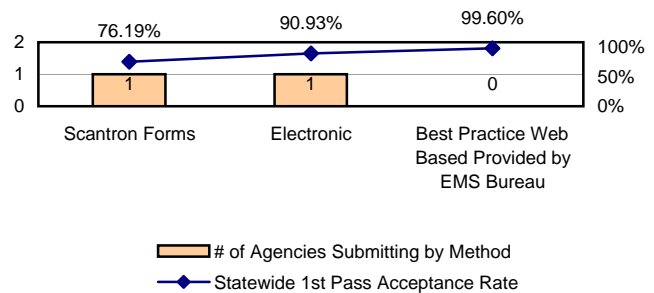 76.19% 90.93% 99.60%
2 100%
1 50%
0 0%
1 1 0
Scantron Forms Electronic Best Practice Web
Based Provided by
EMS Bureau
# of Agencies Submitting by Method
Statewide 1st Pass Acceptance Rate